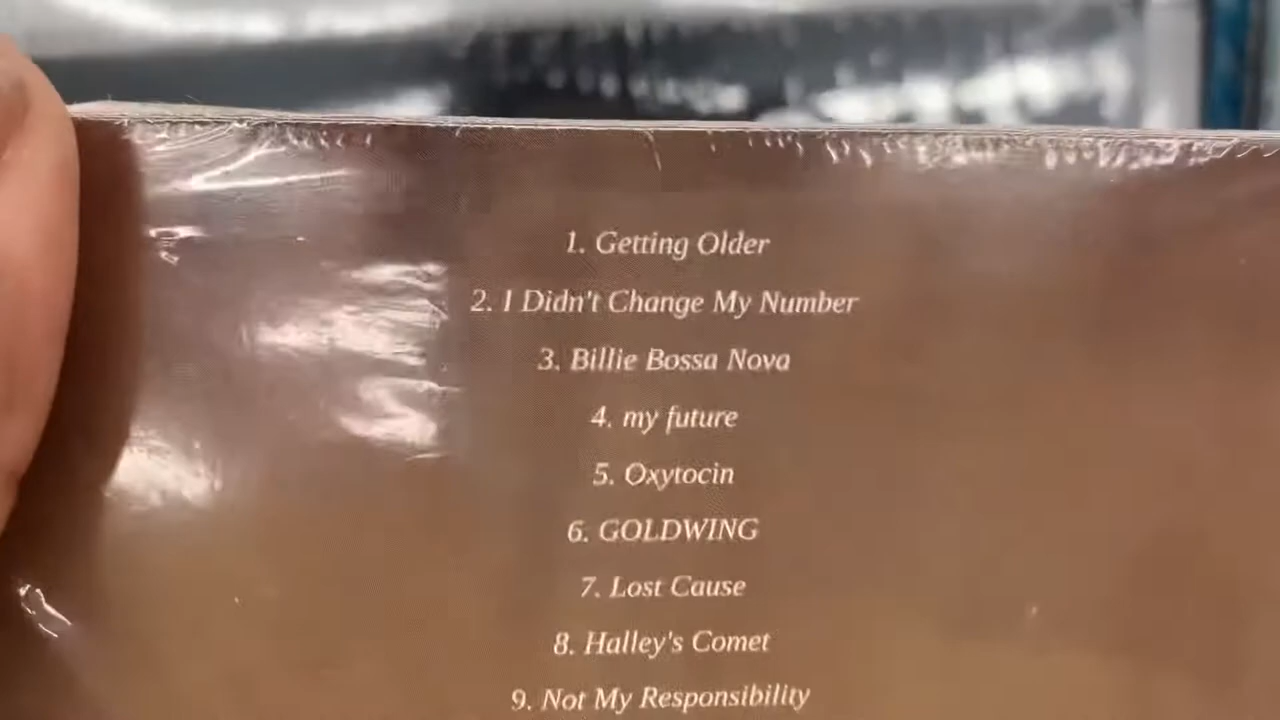 1. Getting Older
2. I Didn't Change My Number
3. Billie Bossa Nova
4. my future
5. Oxytocin
6. GOLDWING
7. Lost Cause
8. Halley's Comet
9. Not My Responsibility